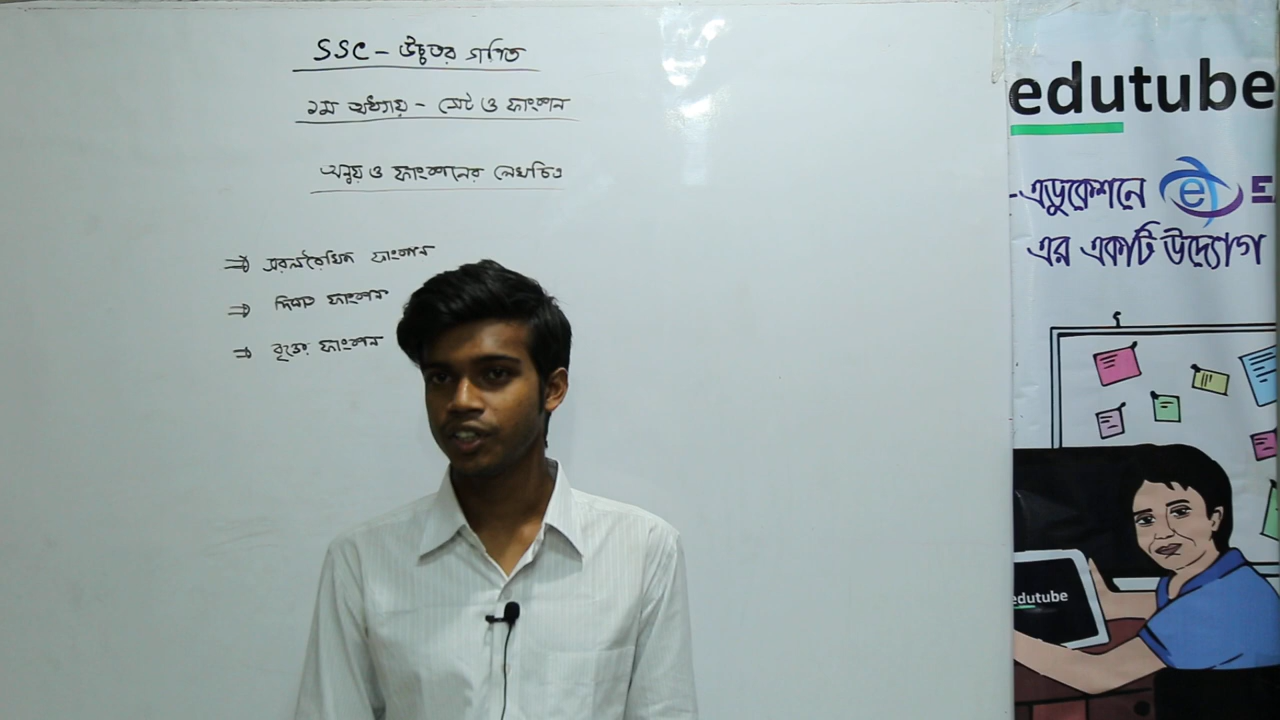 SSC - উচ্চতর গণিত
১ম অধ্যায় - সেট ও ফাংশন
অন্বয় ও ফাংশনের লেখচিত্র
⇒ সরলরৈখিক ফাংশন
⇒ দ্বিঘাত ফাংশন
⇒ বৃত্তের ফাংশন
edutube
-এডুকেশনে e E
এর একটি উদ্যোগ
edutube